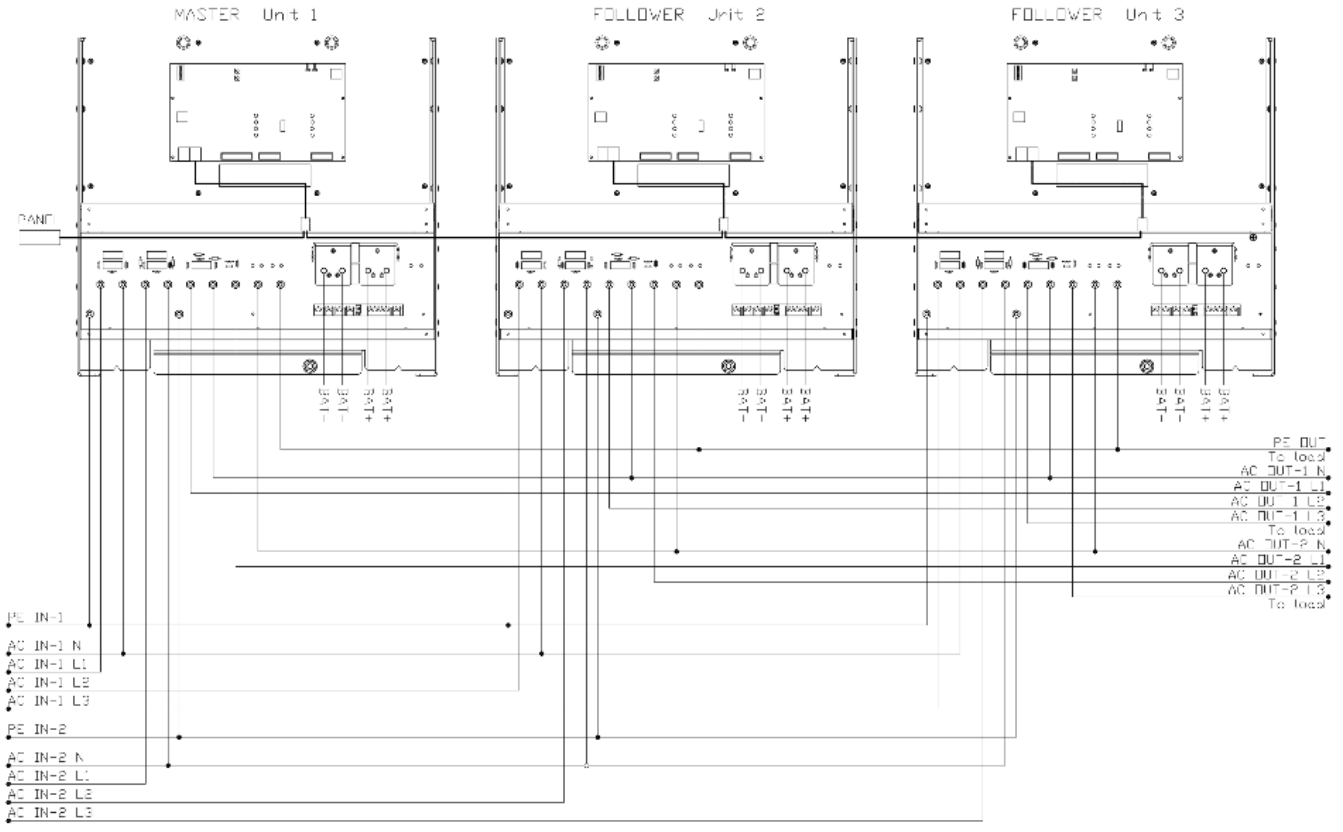 MASTER Unit 1
FOLLOWER Unit 2
FOLLOWER Unit 3
PANE
BAT-
BAT-
BAT+
BAT+
BAT-
BAT-
BAT+
BAT+
BAT-
BAT-
BAT+
BAT+
PE OUT
To load
AC OUT-1 N
AC OUT-1 L1
AC OUT-1 L2
AC OUT-1 L3
To load
AC OUT-2 N
AC OUT-2 L1
AC OUT-2 L2
AC OUT-2 L3
To load
PE IN-1
AC IN-1 N
AC IN-1 L1
AC IN-1 L2
AC IN-1 L3
PE IN-2
AC IN-2 N
AC IN-2 L1
AC IN-2 L2
AC IN-2 L3